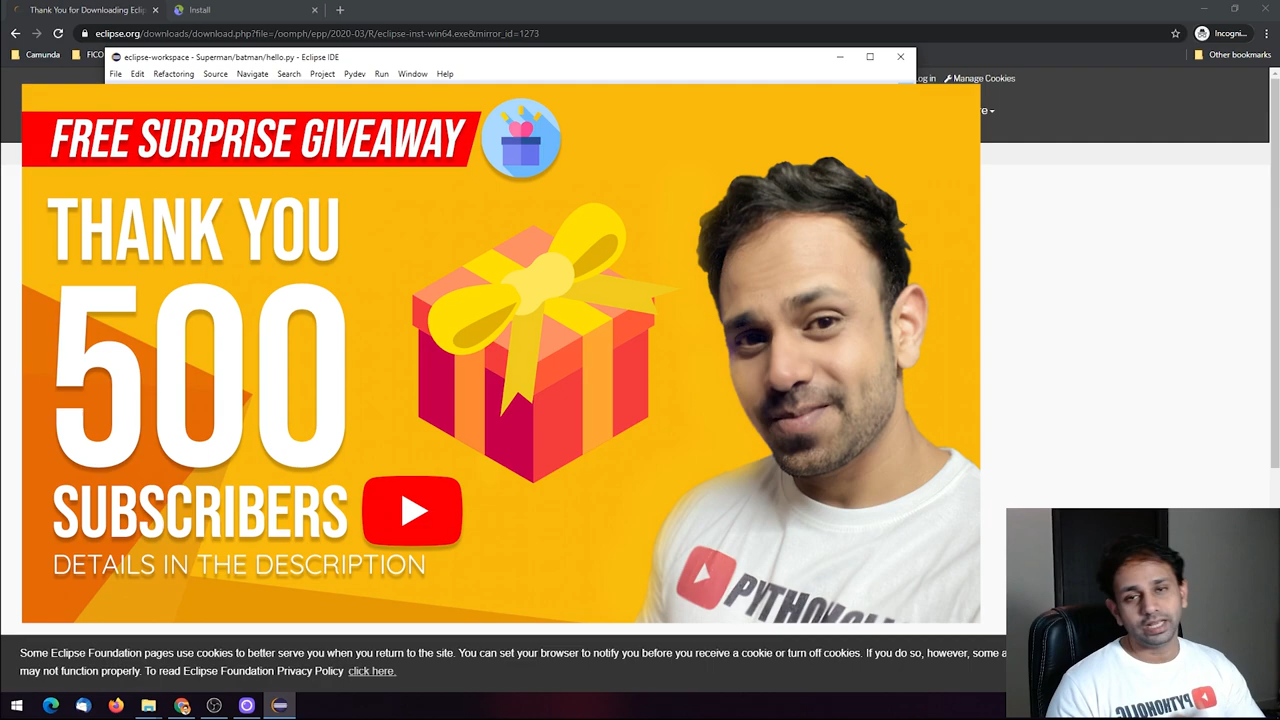 Thank You for Downloading Eclip
Install
eclipse.org/downloads/download.php?file=/oomph/epp/2020-03/R/eclipse-inst-win64.exe&mirror_id=1273
Incogni...
Camunda
FICO
Other bookmarks
eclipse-workspace - Superman/batman/hello.py - Eclipse IDE
File Edit Refactoring Source Navigate Search Project Pydev Run Window Help
Log in Manage Cookies
FREE SURPRISE GIVEAWAY
THANK YOU
500
SUBSCRIBERS
DETAILS IN THE DESCRIPTION
PYTHOHOLIC
Some Eclipse Foundation pages use cookies to better serve you when you return to the site. You can set your browser to notify you before you receive a cookie or turn off cookies. If you do so, however, some a
may not function properly. To read Eclipse Foundation Privacy Policy click here.
PYTHOHOLIC